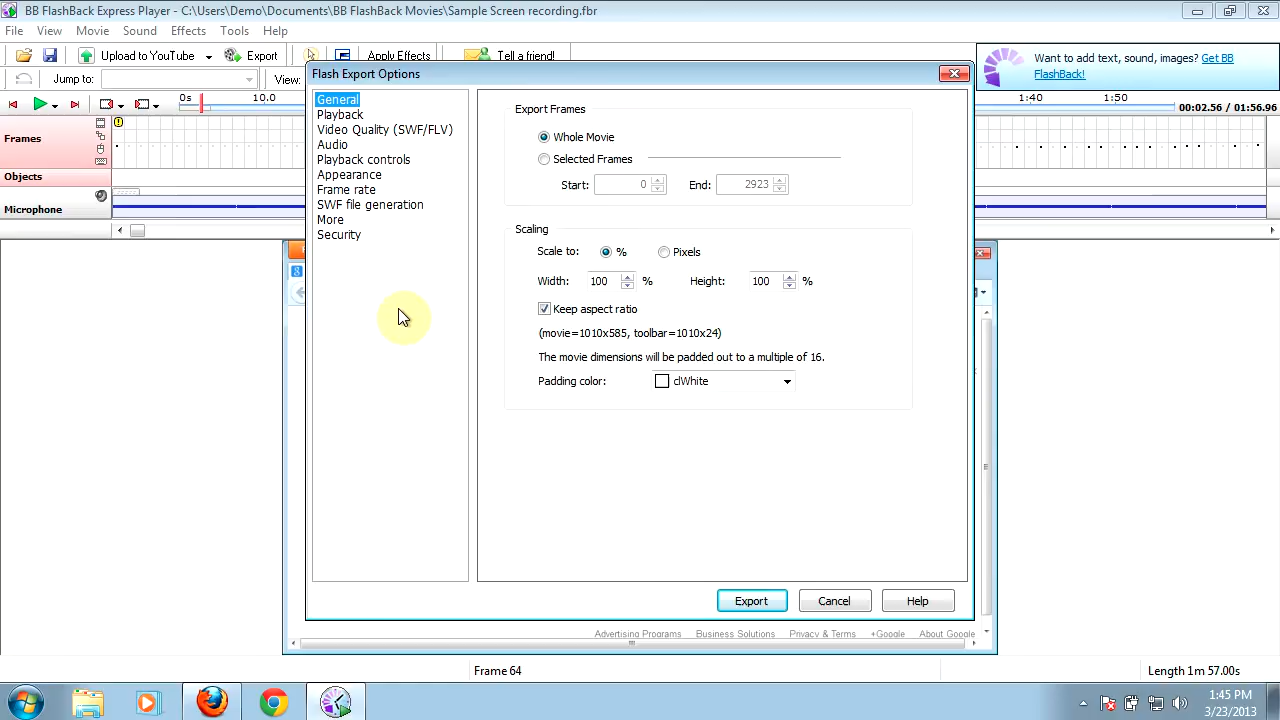 BB FlashBack Express Player - C:\Users\Demo\Documents\BB FlashBack Movies\Sample Screen recording.fbr
File View Movie Sound Effects Tools Help
Upload to YouTube Export Apply Effects Tell a friend!
Want to add text, sound, images? Get BB FlashBack!
Jump to: View:
0s 10.0 1:40 1:50 00:02.56 / 01:56.96
Frames
Objects
Microphone
Flash Export Options
General
Playback
Video Quality (SWF/FLV)
Audio
Playback controls
Appearance
Frame rate
SWF file generation
More
Security
Export Frames
Whole Movie
Selected Frames
Start: 0 End: 2923
Scaling
Scale to: % Pixels
Width: 100 % Height: 100 %
Keep aspect ratio
(movie=1010x585, toolbar=1010x24)
The movie dimensions will be padded out to a multiple of 16.
Padding color: clWhite
Export Cancel Help
Advertising Programs Business Solutions Privacy & Terms +Google About Google
Frame 64 Length 1m 57.00s
1:45 PM
3/23/2013